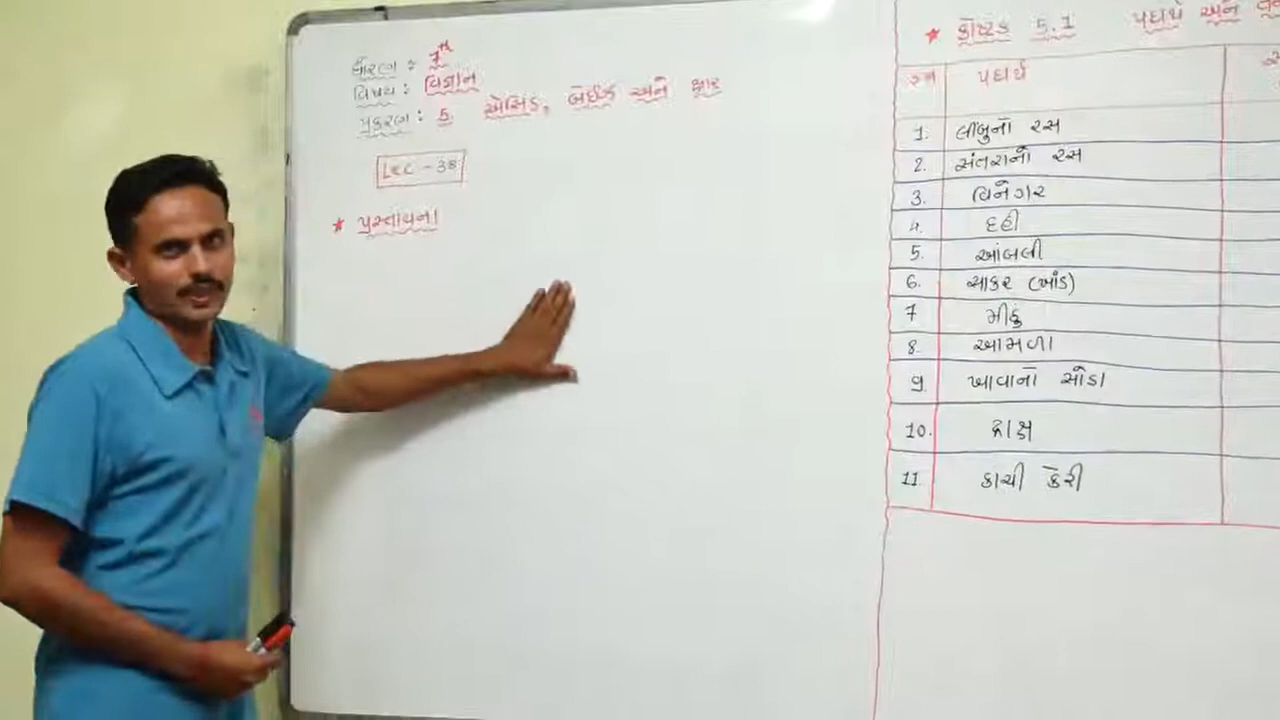 ધોરણ : 7th
વિષય : વિજ્ઞાન
પ્રકરણ : 5. એસિડ, બેઈઝ અને ક્ષાર
LEC - 38
★ પ્રસ્તાવના
★ કોષ્ટક 5.1 પદાર્થ અને
ક્રમ પદાર્થ
1. લીંબુનો રસ
2. સંતરાનો રસ
3. વિનેગર
4. દહીં
5. આંબલી
6. સાકર (ખાંડ)
7 મીઠું
8. આમળા
9. ખાવાનો સોડા
10. દ્રાક્ષ
11. કાચી કેરી